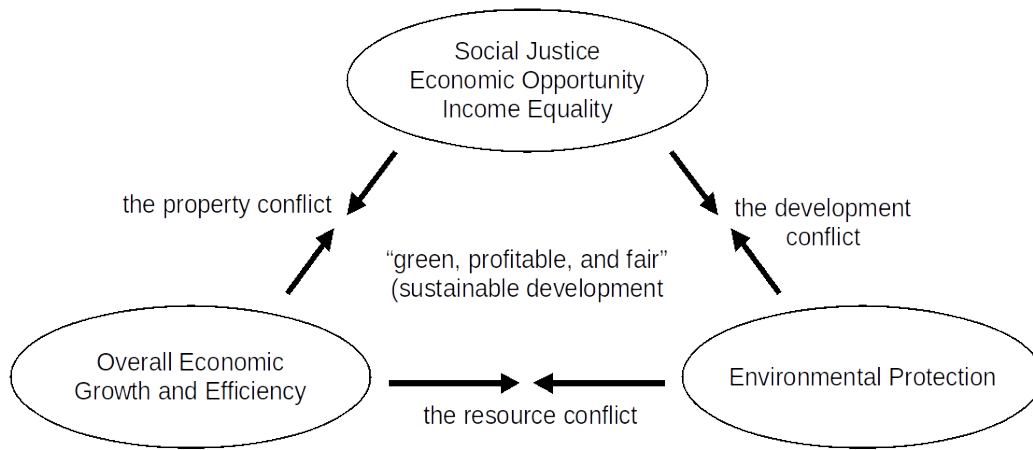 Social Justice
Economic Opportunity
Income Equality
the property conflict
the development
conflict
“green, profitable, and fair”
(sustainable development
Overall Economic
Growth and Efficiency
Environmental Protection
the resource conflict